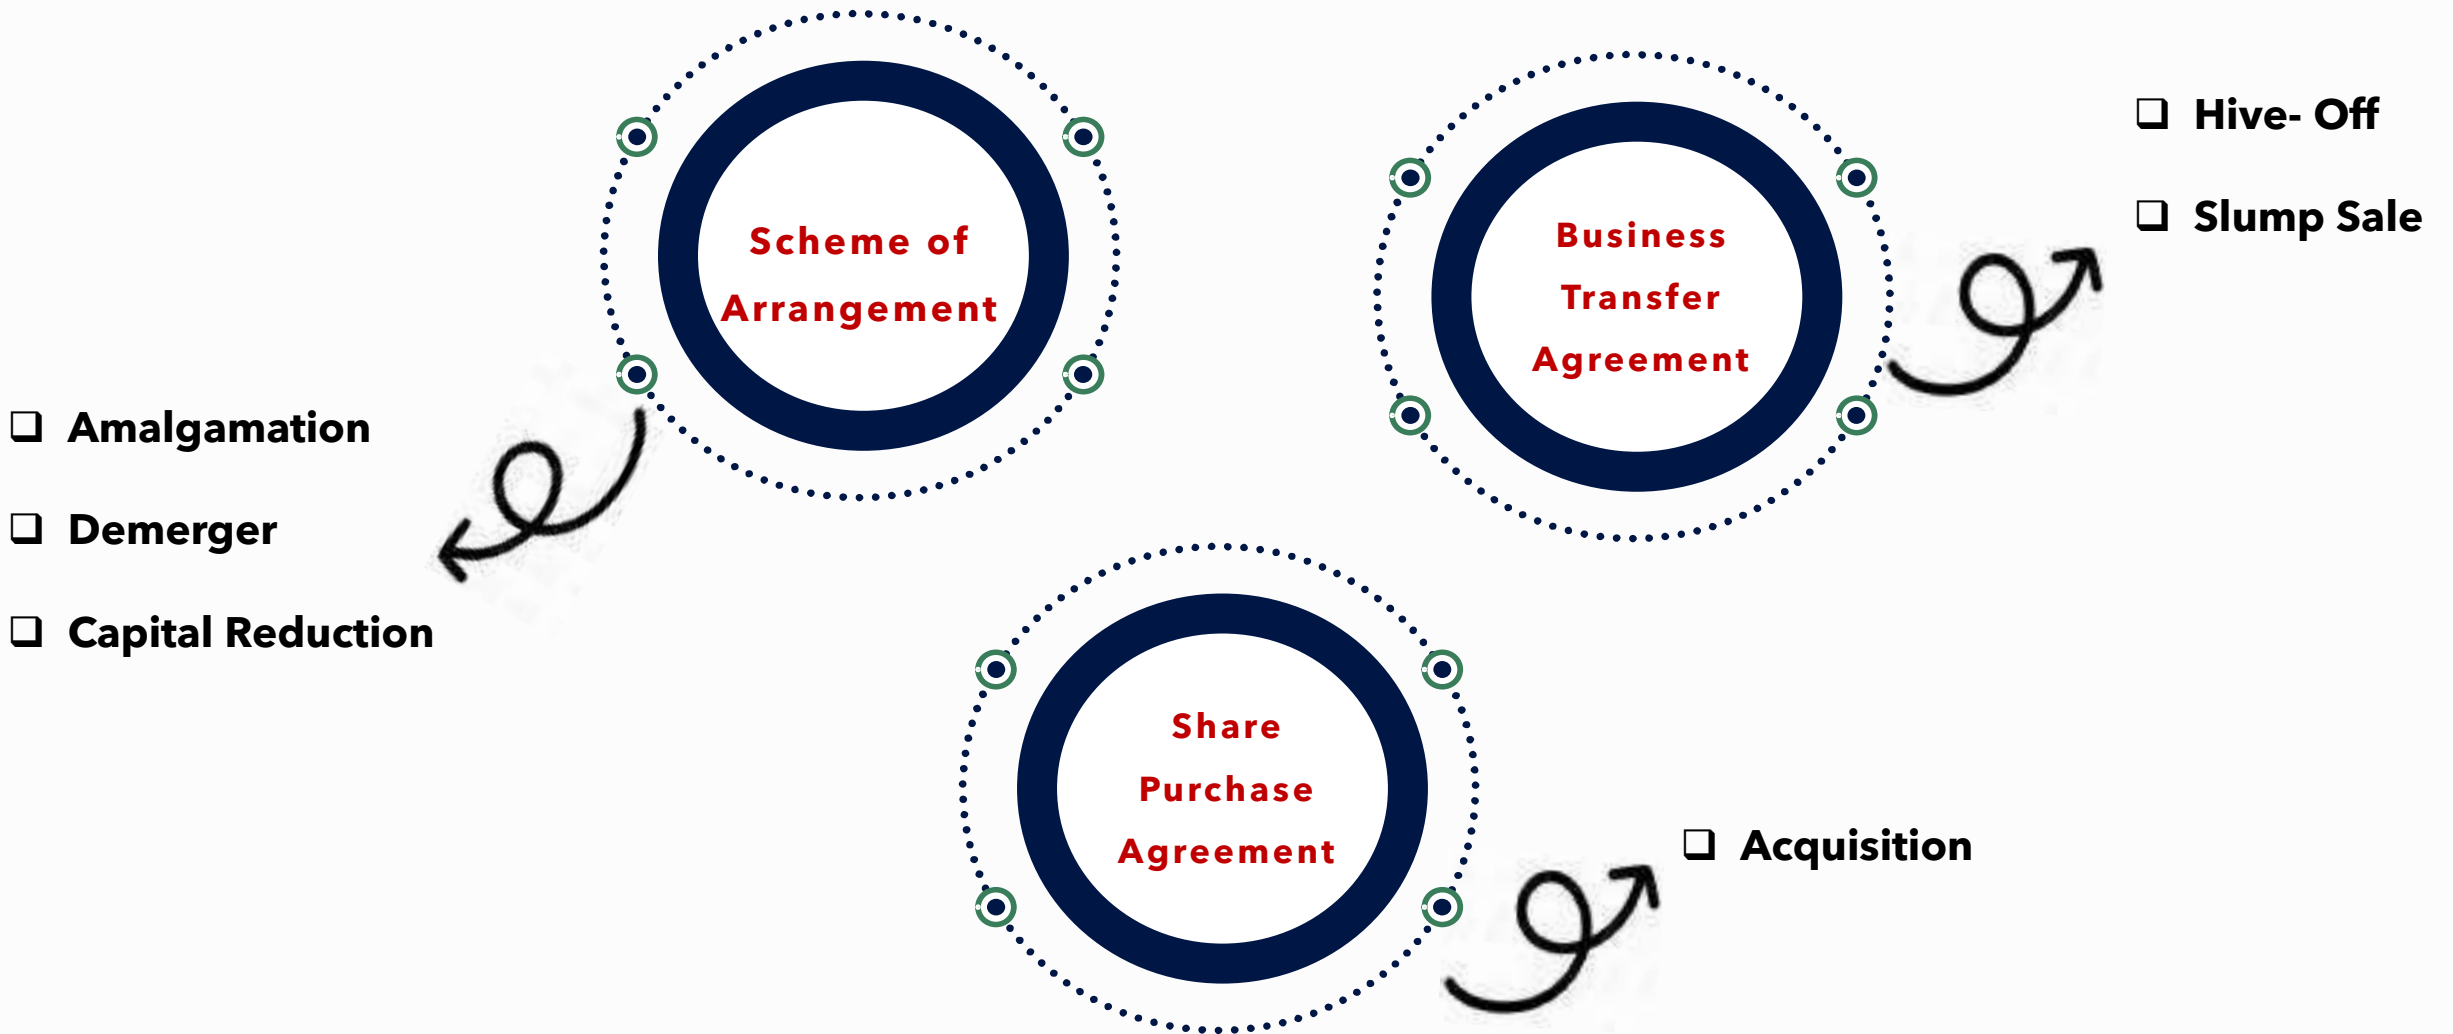 Scheme of
Arrangement
❑ Amalgamation
❑ Demerger
❑ Capital Reduction
Business
Transfer
Agreement
❑ Hive- Off
❑ Slump Sale
Share
Purchase
Agreement
❑ Acquisition